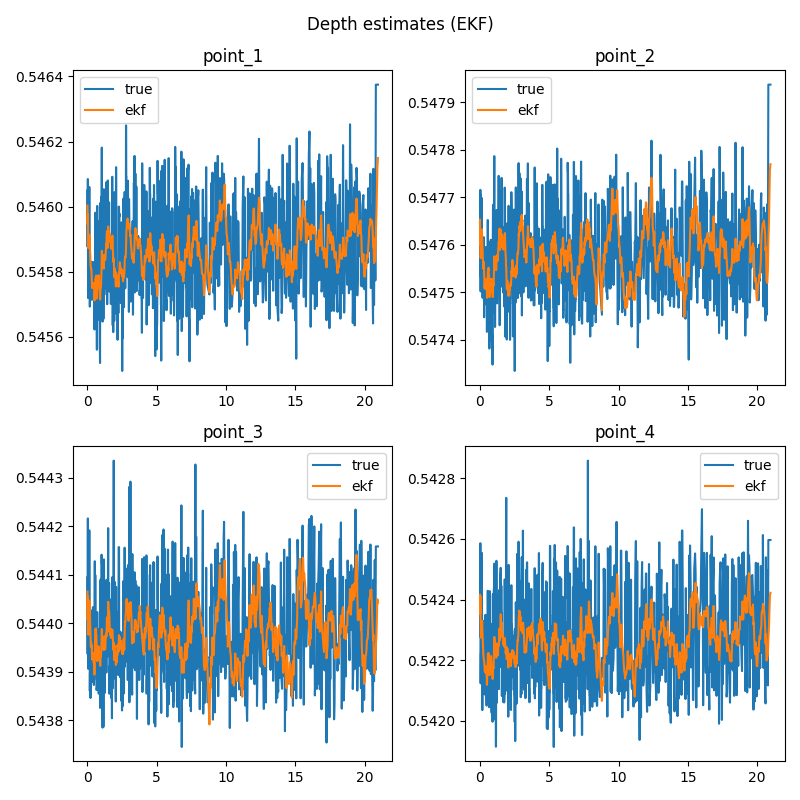 Depth estimates (EKF)
point_1
0.5464
0.5462
0.5460
0.5458
0.5456
true
ekf
0 5 10 15 20
point_2
0.5479
0.5478
0.5477
0.5476
0.5475
0.5474
true
ekf
0 5 10 15 20
point_3
0.5443
0.5442
0.5441
0.5440
0.5439
0.5438
true
ekf
0 5 10 15 20
point_4
0.5428
0.5426
0.5424
0.5422
0.5420
true
ekf
0 5 10 15 20